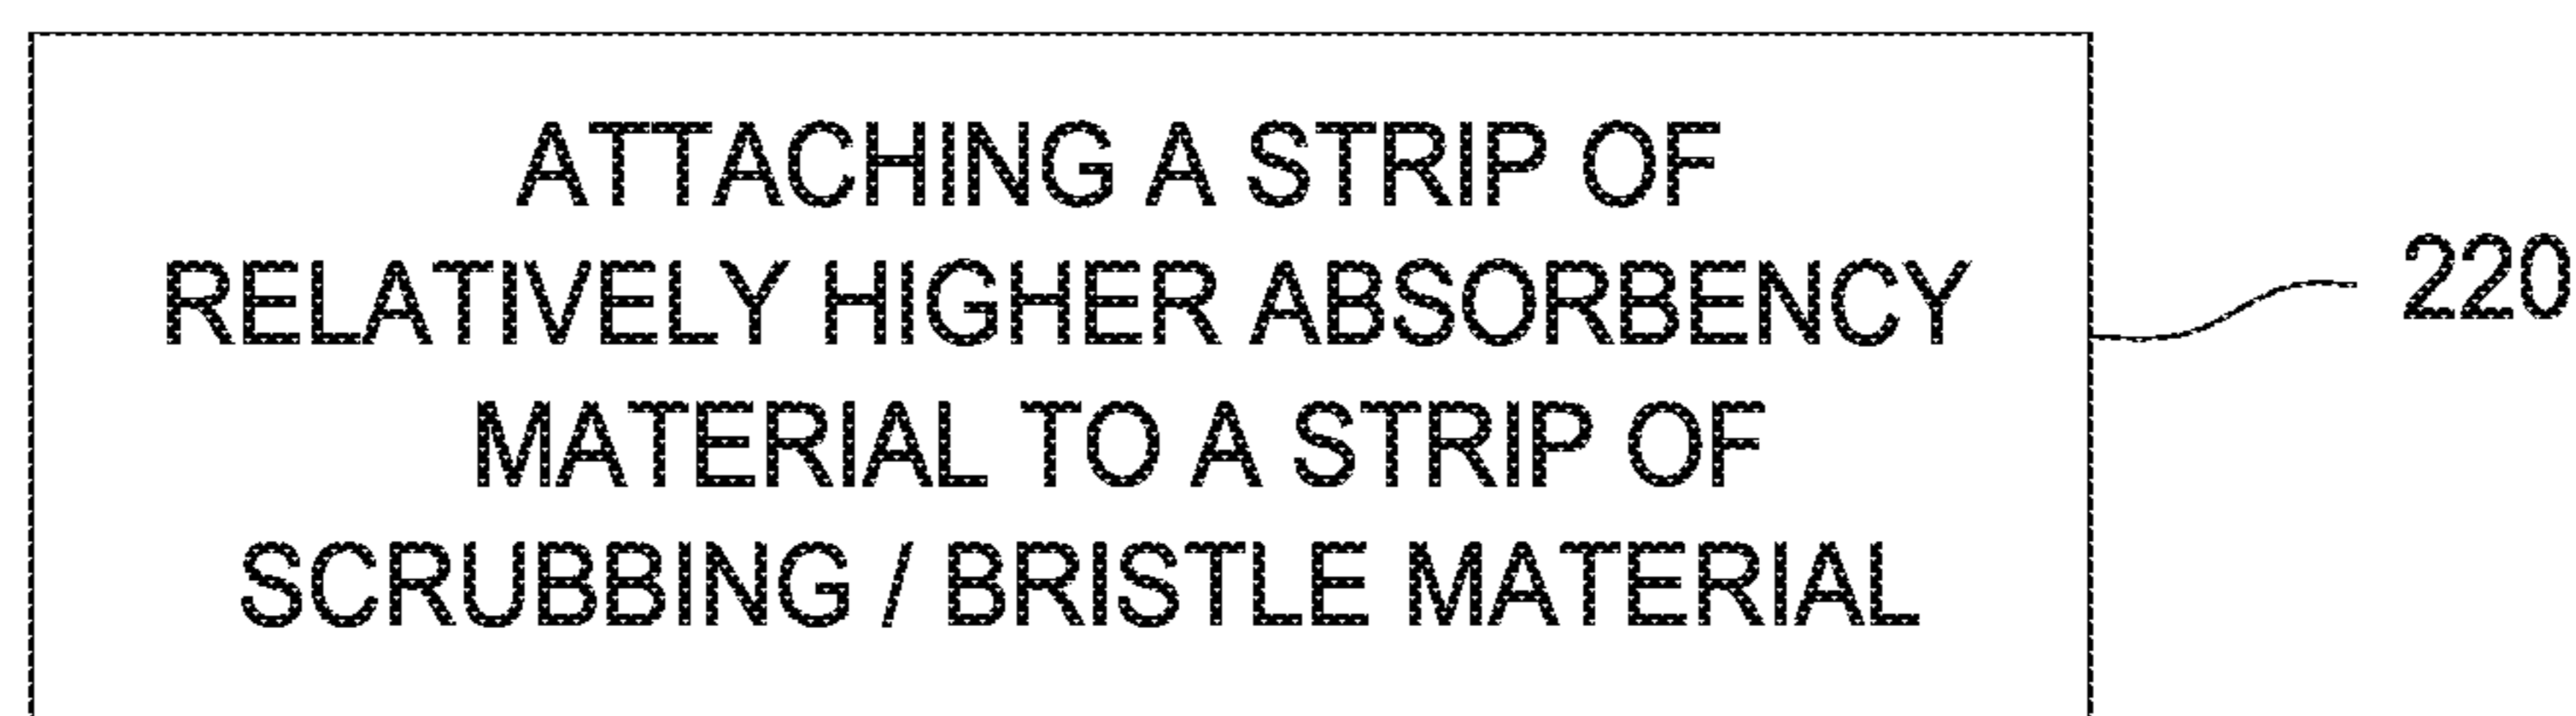 ATTACHING A STRIP OF
RELATIVELY HIGHER ABSORBENCY
MATERIAL TO A STRIP OF
SCRUBBING / BRISTLE MATERIAL
220